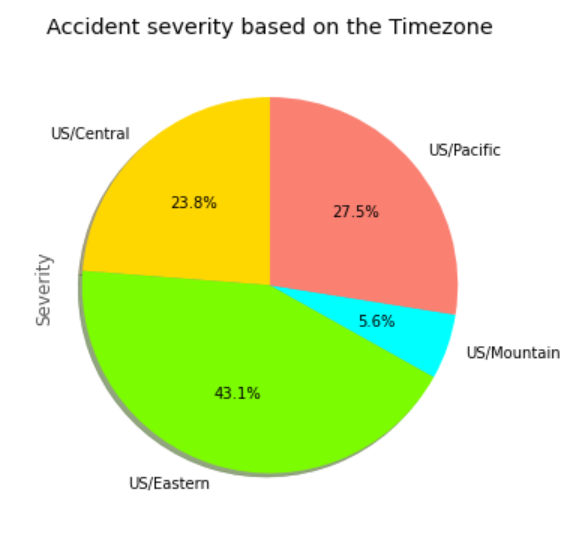 Accident severity based on the Timezone
US/Central
US/Pacific
23.8%
27.5%
Severity
5.6%
US/Mountain
43.1%
US/Eastern